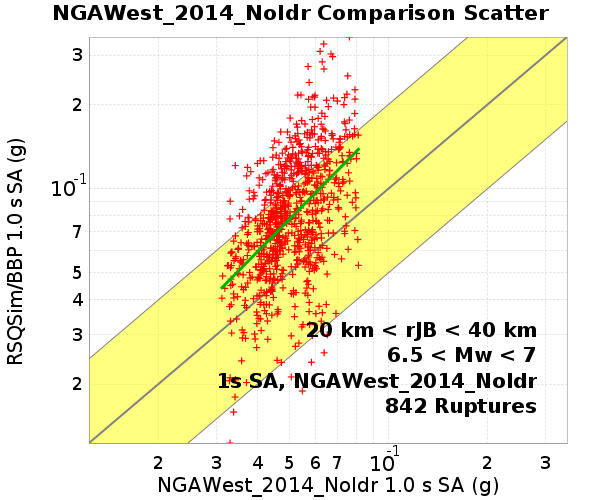 NGAWest_2014_NoIdr Comparison Scatter
RSQSim/BBP 1.0 s SA (g)
3
2
10-1
7
5
4
3
2
20 km < rJB < 40 km
6.5 < Mw < 7
1s SA, NGAWest_2014_NoIdr
842 Ruptures
2 3 4 5 6 7 10-1 2 3
NGAWest_2014_NoIdr 1.0 s SA (g)